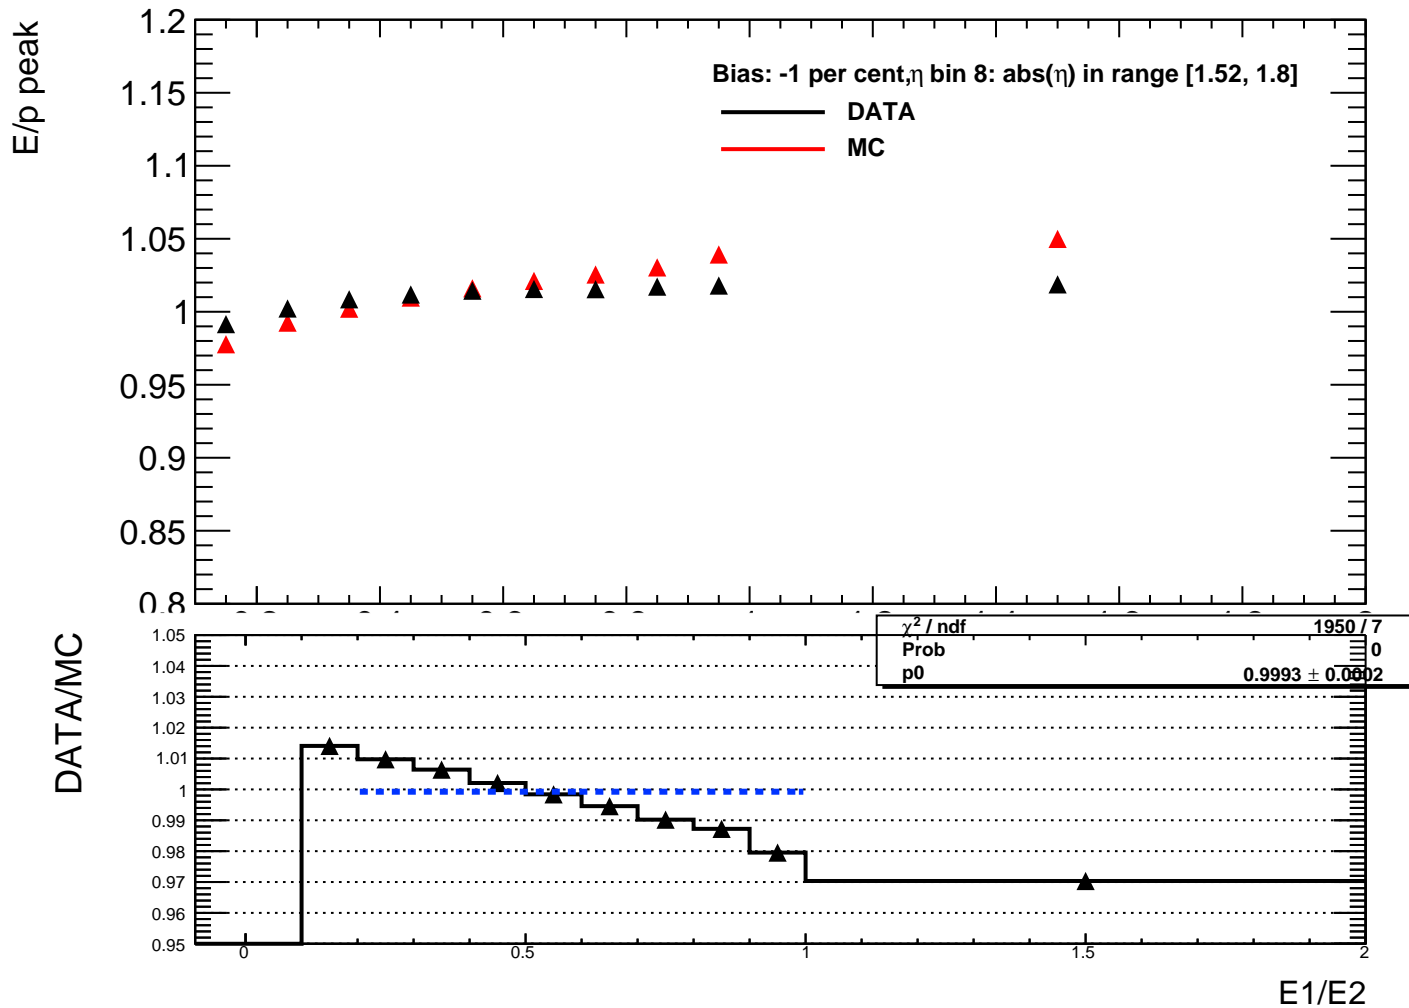 E/p peak
1.2
1.15
1.1
1.05
1
0.95
0.9
0.85
0.8
Bias: -1 per cent,η bin 8: abs(η) in range [1.52, 1.8]
DATA
MC
χ² / ndf 1950 / 7
Prob 0
p0 0.9993 ± 0.0002
DATA/MC
1.05
1.04
1.03
1.02
1.01
1
0.99
0.98
0.97
0.96
0.95
0 0.5 1 1.5 2
E1/E2